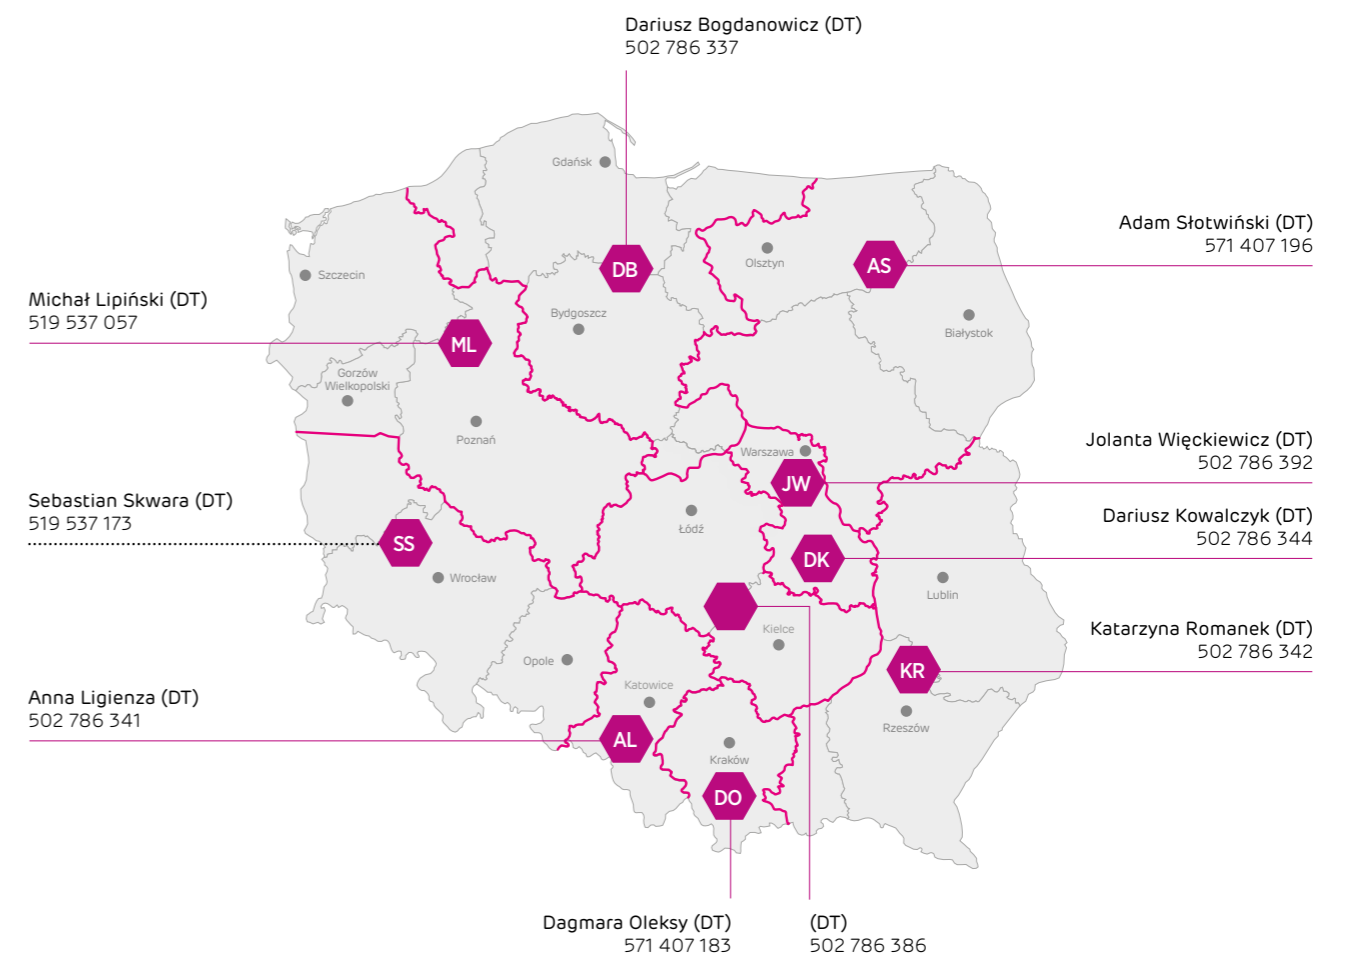 Dariusz Bogdanowicz (DT)
502 786 337
Gdańsk
Adam Słotwiński (DT)
571 407 196
Olsztyn
DB
AS
Szczecin
Michał Lipiński (DT)
519 537 057
Bydgoszcz
Białystok
ML
Gorzów
Wielkopolski
Poznań
Jolanta Więckiewicz (DT)
502 786 392
Warszawa
JW
Sebastian Skwara (DT)
519 537 173
Łódź
Dariusz Kowalczyk (DT)
502 786 344
SS
DK
Wrocław
Lublin
Kielce
Katarzyna Romanek (DT)
502 786 342
Opole
KR
Katowice
Anna Ligienza (DT)
502 786 341
Rzeszów
AL
Kraków
DO
Dagmara Oleksy (DT)
571 407 183
(DT)
502 786 386